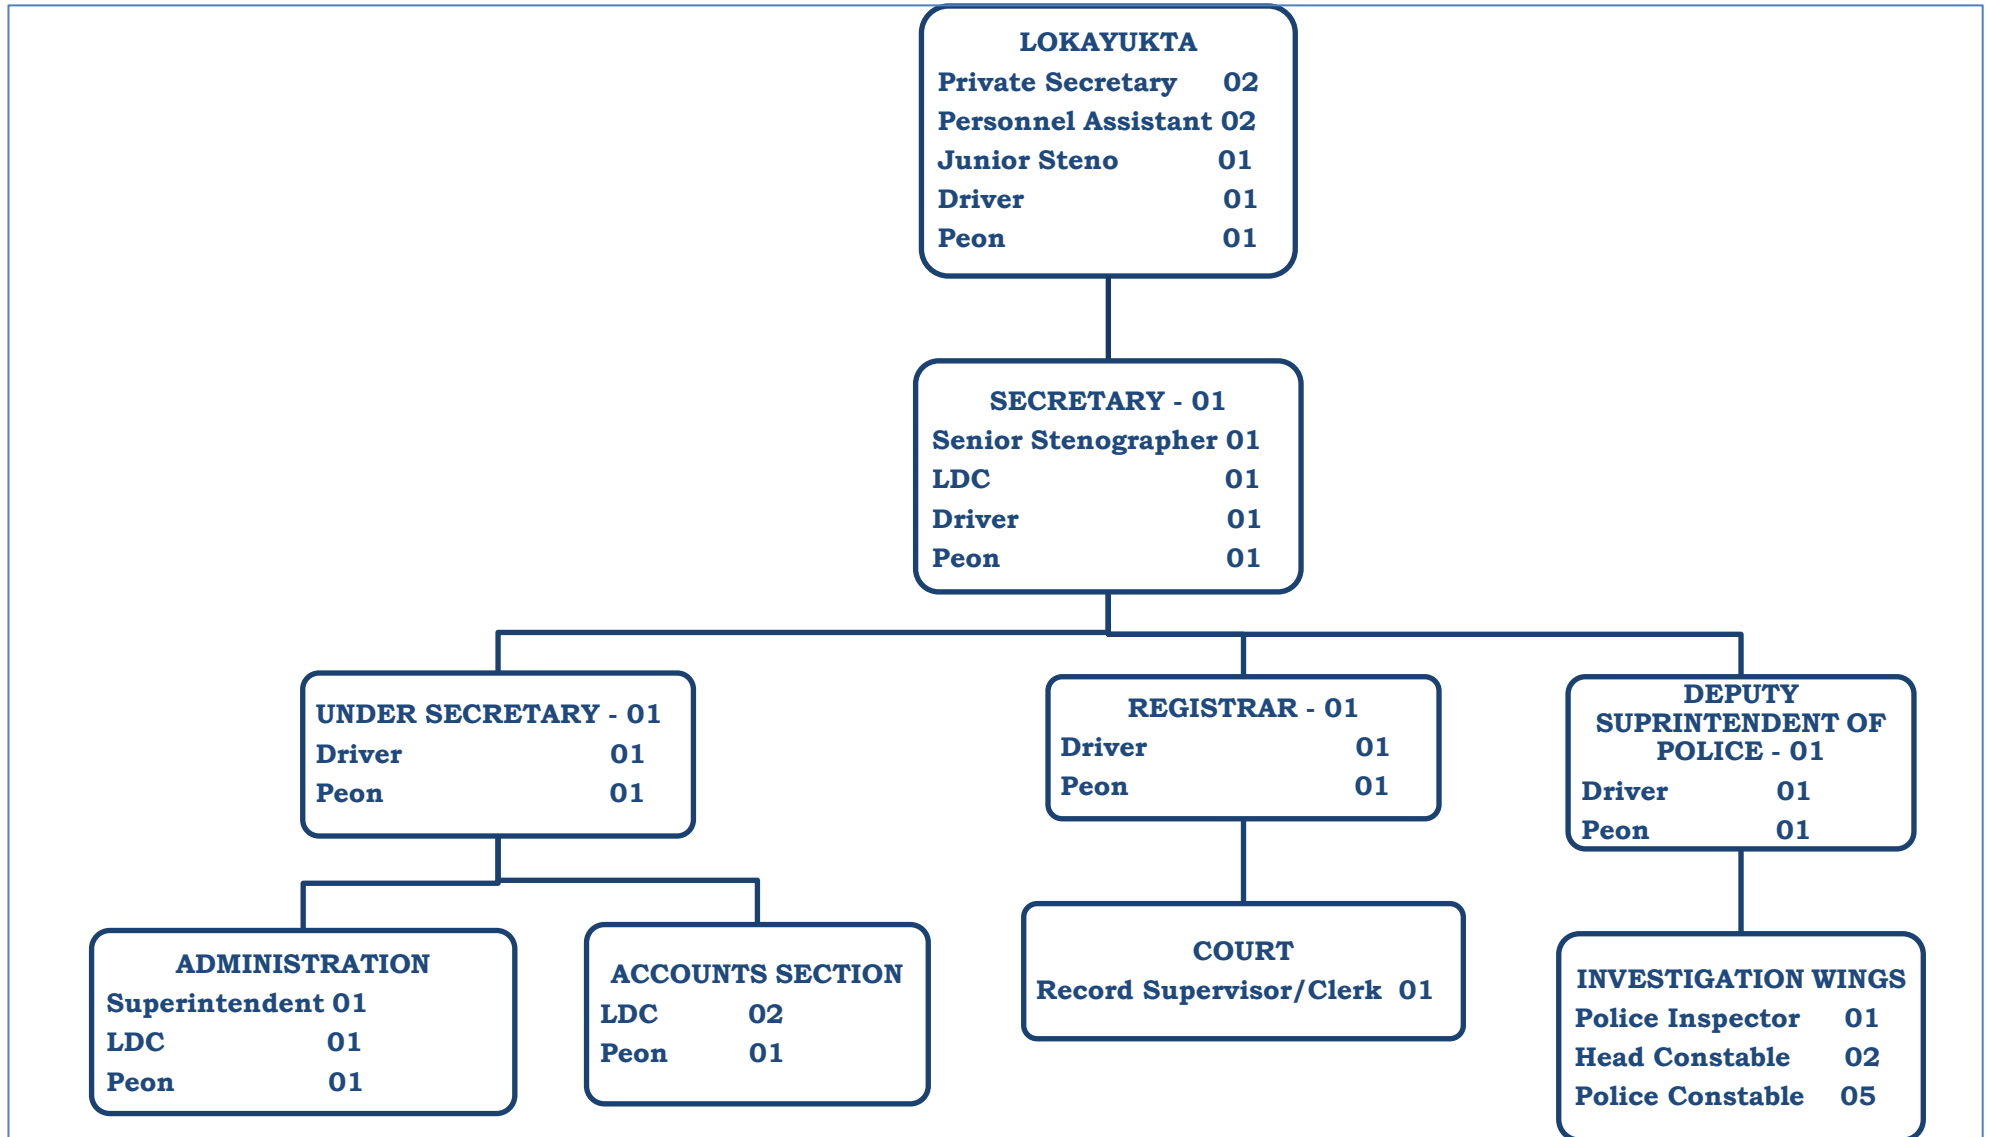 LOKAYUKTA
Private Secretary 02
Personnel Assistant 02
Junior Steno 01
Driver 01
Peon 01
SECRETARY - 01
Senior Stenographer 01
LDC 01
Driver 01
Peon 01
UNDER SECRETARY - 01
Driver 01
Peon 01
REGISTRAR - 01
Driver 01
Peon 01
DEPUTY
SUPRINTENDENT OF
POLICE - 01
Driver 01
Peon 01
ADMINISTRATION
Superintendent 01
LDC 01
Peon 01
ACCOUNTS SECTION
LDC 02
Peon 01
COURT
Record Supervisor/Clerk 01
INVESTIGATION WINGS
Police Inspector 01
Head Constable 02
Police Constable 05